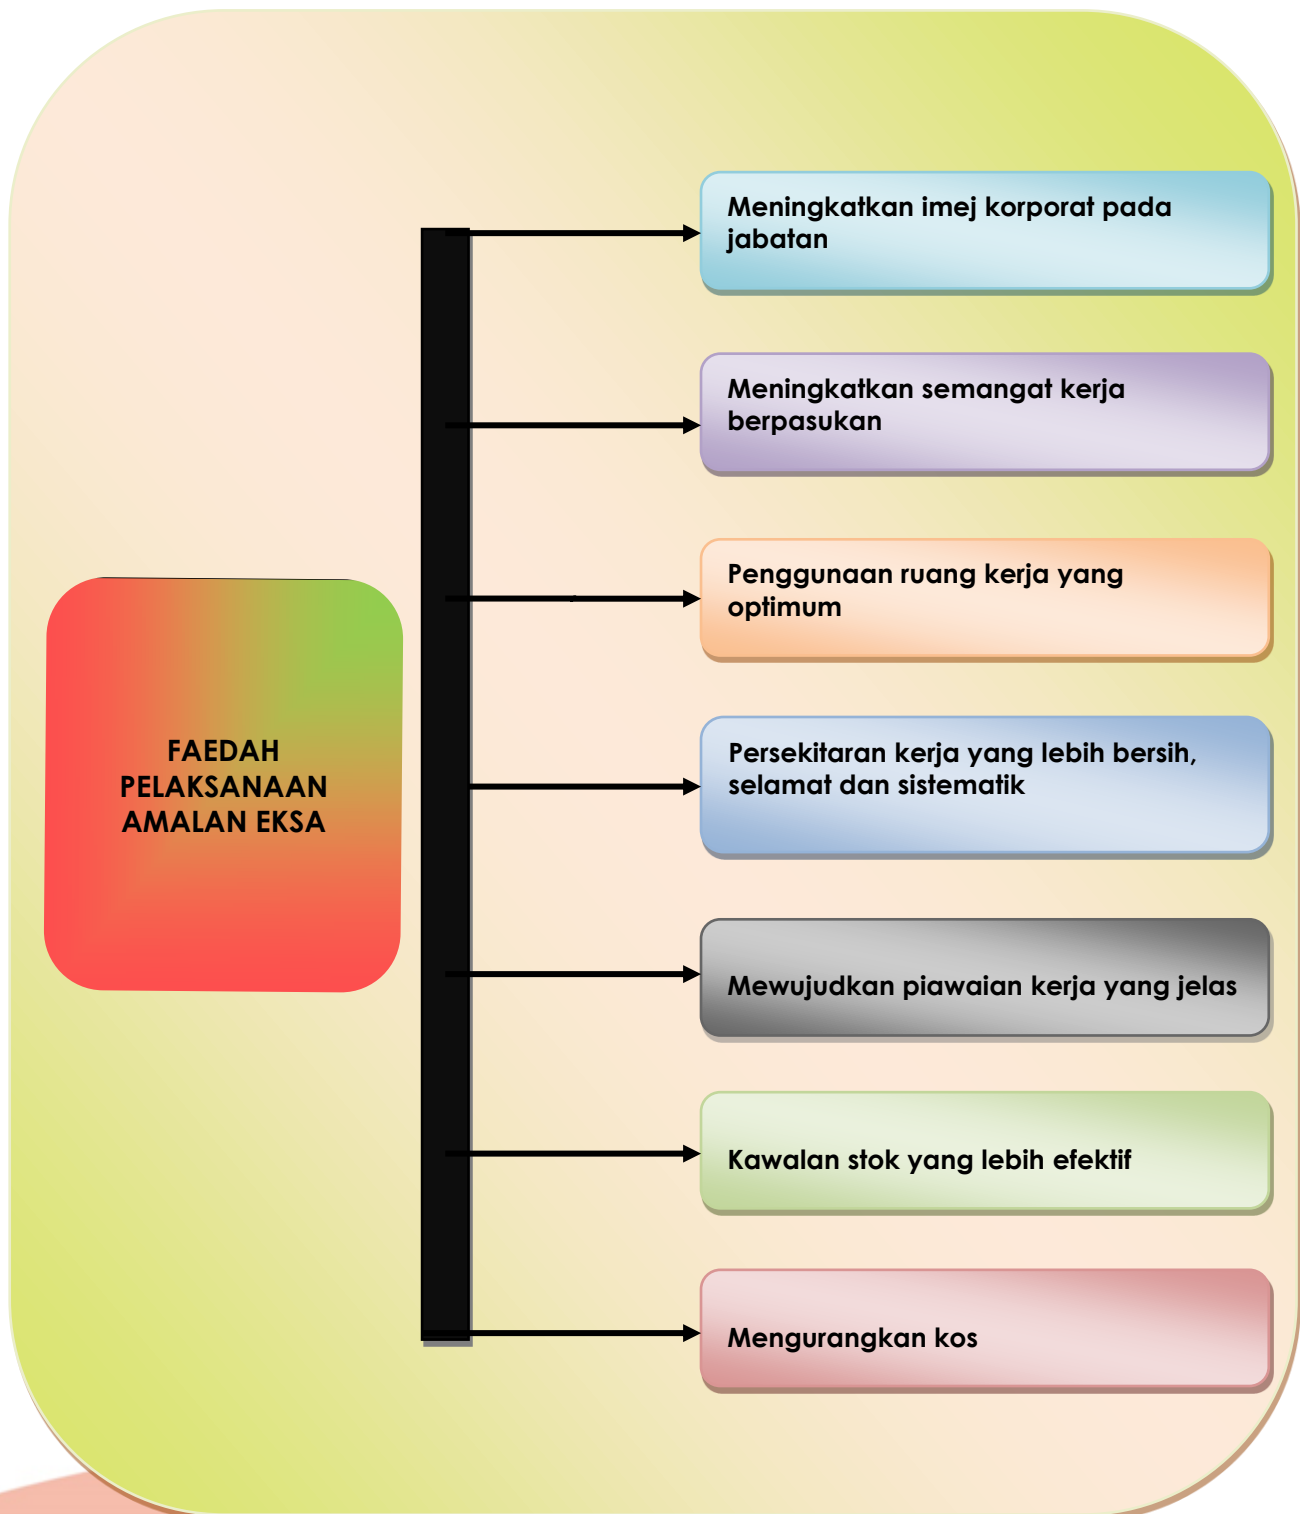 Meningkatkan imej korporat pada
jabatan
Meningkatkan semangat kerja
berpasukan
Penggunaan ruang kerja yang
optimum
FAEDAH
PELAKSANAAN
AMALAN EKSA
Persekitaran kerja yang lebih bersih,
selamat dan sistematik
Mewujudkan piawaian kerja yang jelas
Kawalan stok yang lebih efektif
Mengurangkan kos